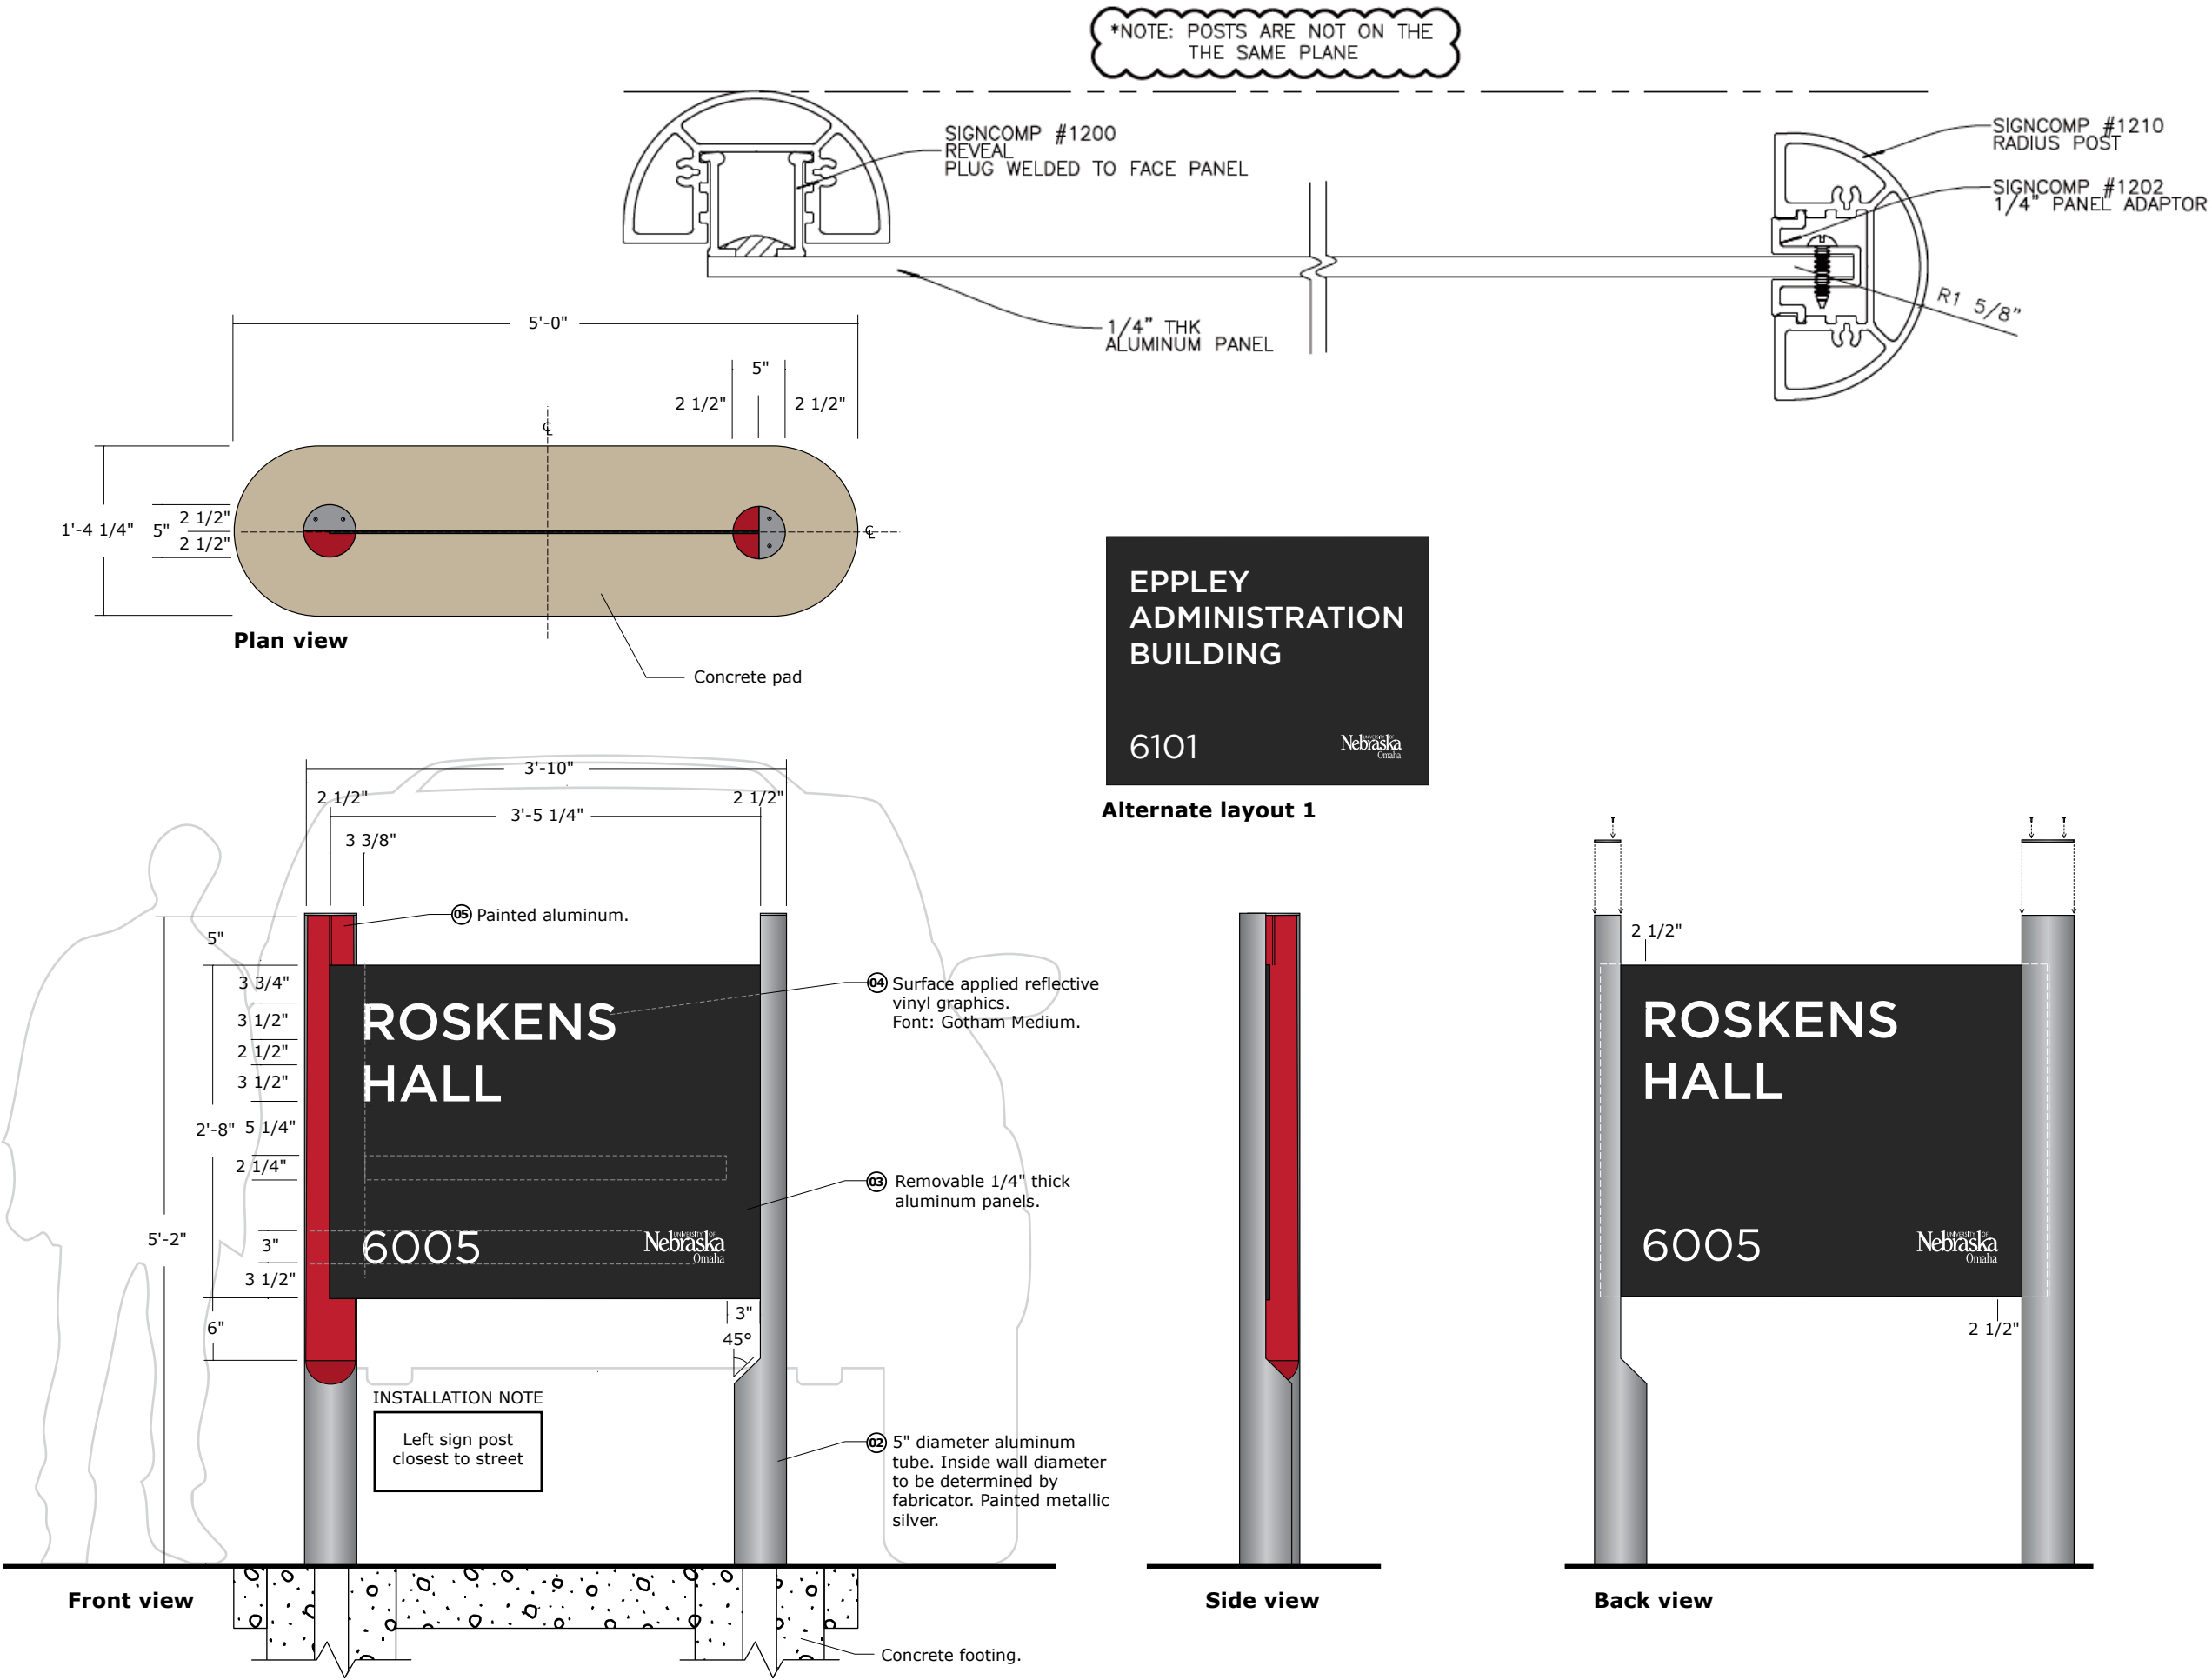 *NOTE: POSTS ARE NOT ON THE
THE SAME PLANE
SIGNCOMP #1200
REVEAL
PLUG WELDED TO FACE PANEL
SIGNCOMP #1210
RADIUS POST
SIGNCOMP #1202
1/4" PANEL ADAPTOR
R1 5/8"
1/4" THK
ALUMINUM PANEL
5'-0"
5"
2 1/2"
2 1/2"
℄
1'-4 1/4"
5"
2 1/2"
2 1/2"
℄
Plan view
Concrete pad
EPPLEY
ADMINISTRATION
BUILDING
6101
UNIVERSITY OF
Nebraska
Omaha
Alternate layout 1
3'-10"
2 1/2"
2 1/2"
3'-5 1/4"
3 3/8"
05 Painted aluminum.
5"
3 3/4"
3 1/2"
2 1/2"
3 1/2"
2'-8"
5 1/4"
2 1/4"
5'-2"
3"
3 1/2"
6"
ROSKENS
HALL
6005
UNIVERSITY OF
Nebraska
Omaha
04 Surface applied reflective
vinyl graphics.
Font: Gotham Medium.
03 Removable 1/4" thick
aluminum panels.
3"
45°
INSTALLATION NOTE
Left sign post
closest to street
02 5" diameter aluminum
tube. Inside wall diameter
to be determined by
fabricator. Painted metallic
silver.
Front view
Concrete footing.
Side view
2 1/2"
ROSKENS
HALL
6005
UNIVERSITY OF
Nebraska
Omaha
2 1/2"
Back view